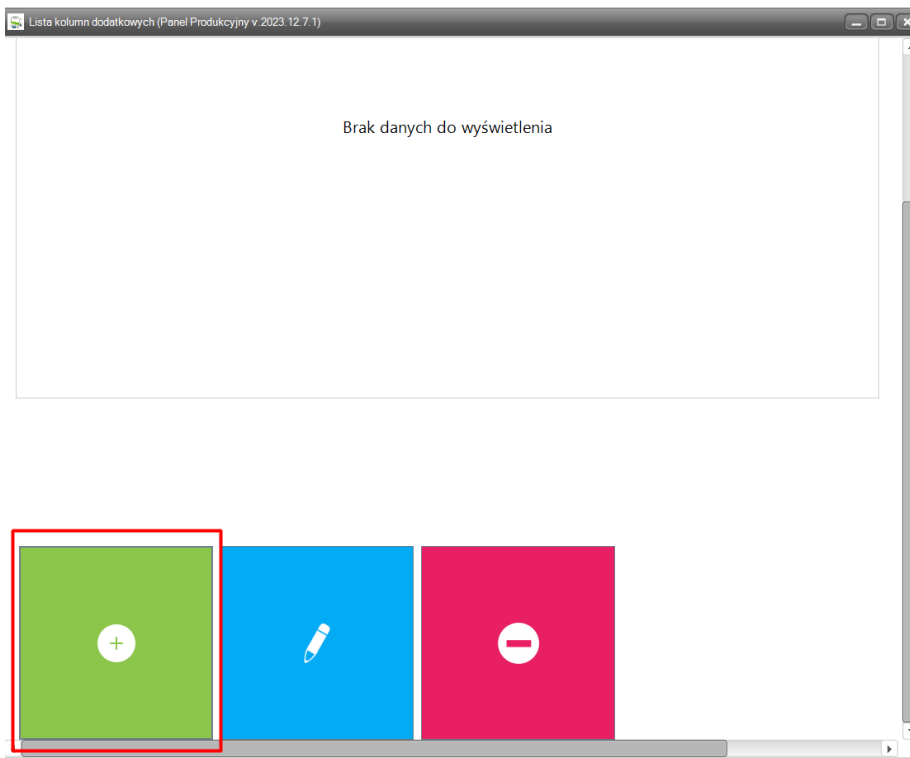 Lista kolumn dodatkowych (Panel Produkcyjny v.2023.12.7.1)
Brak danych do wyświetlenia